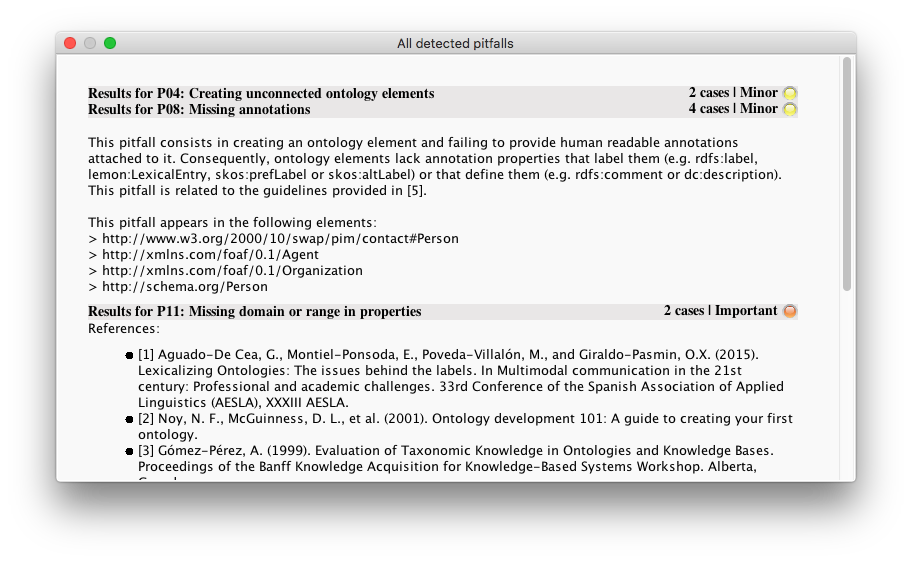 All detected pitfalls
Results for P04: Creating unconnected ontology elements 2 cases | Minor
Results for P08: Missing annotations 4 cases | Minor
This pitfall consists in creating an ontology element and failing to provide human readable annotations
attached to it. Consequently, ontology elements lack annotation properties that label them (e.g. rdfs:label,
lemon:LexicalEntry, skos:prefLabel or skos:altLabel) or that define them (e.g. rdfs:comment or dc:description).
This pitfall is related to the guidelines provided in [5].
This pitfall appears in the following elements:
> http://www.w3.org/2000/10/swap/pim/contact#Person
> http://xmlns.com/foaf/0.1/Agent
> http://xmlns.com/foaf/0.1/Organization
> http://schema.org/Person
Results for P11: Missing domain or range in properties 2 cases | Important
References:
● [1] Aguado-De Cea, G., Montiel-Ponsoda, E., Poveda-Villalón, M., and Giraldo-Pasmin, O.X. (2015).
Lexicalizing Ontologies: The issues behind the labels. In Multimodal communication in the 21st
century: Professional and academic challenges. 33rd Conference of the Spanish Association of Applied
Linguistics (AESLA), XXXIII AESLA.
● [2] Noy, N. F., McGuinness, D. L., et al. (2001). Ontology development 101: A guide to creating your first
ontology.
● [3] Gómez-Pérez, A. (1999). Evaluation of Taxonomic Knowledge in Ontologies and Knowledge Bases.
Proceedings of the Banff Knowledge Acquisition for Knowledge-Based Systems Workshop. Alberta,